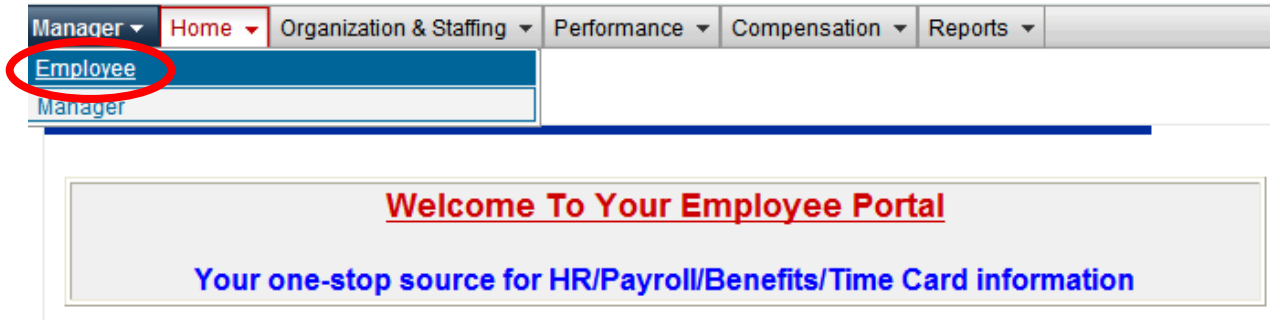 Manager Home Organization & Staffing Performance Compensation Reports
Employee
Manager
Welcome To Your Employee Portal
Your one-stop source for HR/Payroll/Benefits/Time Card information